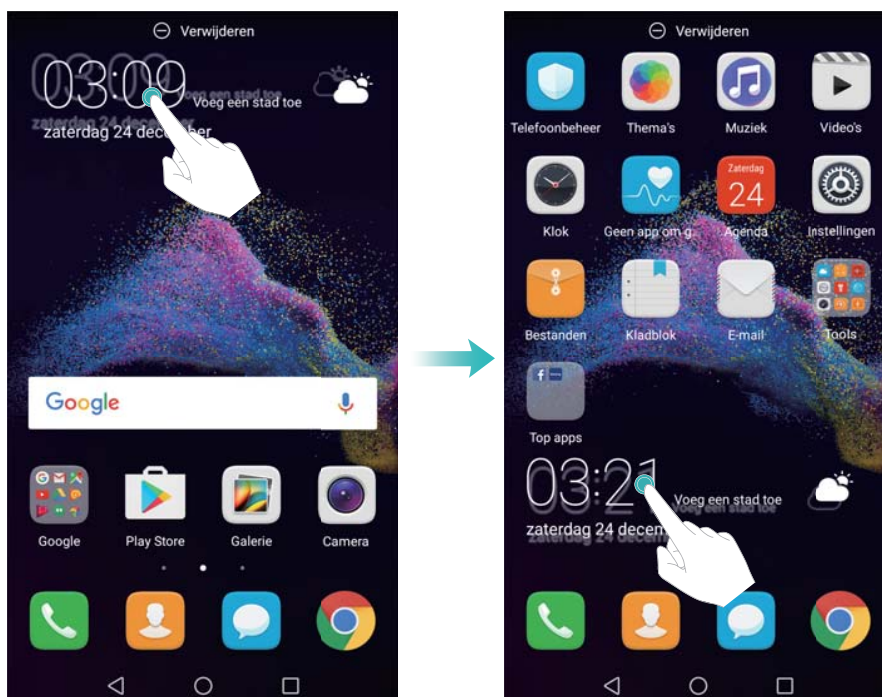 Verwijderen
03:09
Voeg een stad toe
zaterdag 24 december
Google
Google
Play Store
Galerie
Camera
Verwijderen
Telefoonbeheer
Thema's
Muziek
Video's
Zaterdag
24
Klok
Geen app om g.
Agenda
Instellingen
Bestanden
Kladblok
E-mail
Tools
Top apps
03:21
Voeg een stad toe
zaterdag 24 decem